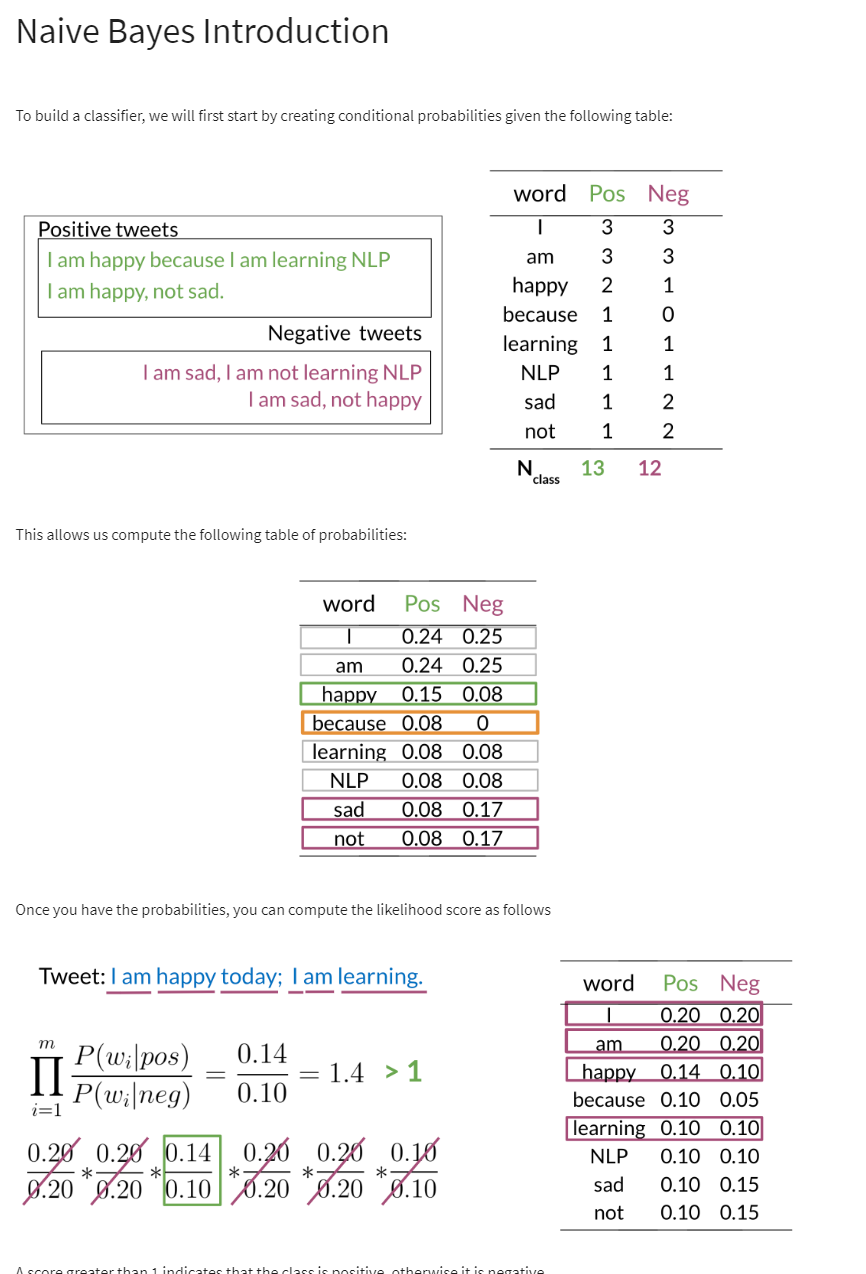 Naive Bayes Introduction
To build a classifier, we will first start by creating conditional probabilities given the following table:
Positive tweets
I am happy because I am learning NLP
I am happy, not sad.
Negative tweets
I am sad, I am not learning NLP
I am sad, not happy
word Pos Neg
I 3 3
am 3 3
happy 2 1
because 1 0
learning 1 1
NLP 1 1
sad 1 2
not 1 2
N class 13 12
This allows us compute the following table of probabilities:
word Pos Neg
I 0.24 0.25
am 0.24 0.25
happy 0.15 0.08
because 0.08 0
learning 0.08 0.08
NLP 0.08 0.08
sad 0.08 0.17
not 0.08 0.17
Once you have the probabilities, you can compute the likelihood score as follows
Tweet: I am happy today; I am learning.
m
∏ P(wᵢ|pos) / P(wᵢ|neg) = 0.14 / 0.10 = 1.4 > 1
i=1
0.20 0.20 0.14 0.20 0.20 0.10
* * * * *
0.20 0.20 0.10 0.20 0.20 0.10
word Pos Neg
I 0.20 0.20
am 0.20 0.20
happy 0.14 0.10
because 0.10 0.05
learning 0.10 0.10
NLP 0.10 0.10
sad 0.10 0.15
not 0.10 0.15
A score greater than 1 indicates that the class is positive, otherwise it is negative